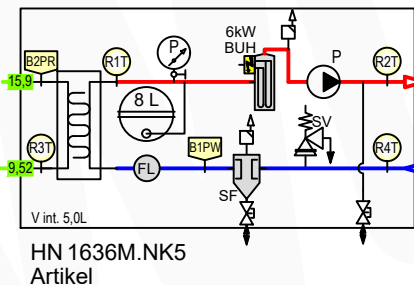 6kW
BUH
B2PR
R1T
P
P
R2T
15,9
8 L
SV
R3T
B1PW
R4T
9,52
FL
SF
V int. 5,0L
HN 1636M.NK5
Artikel